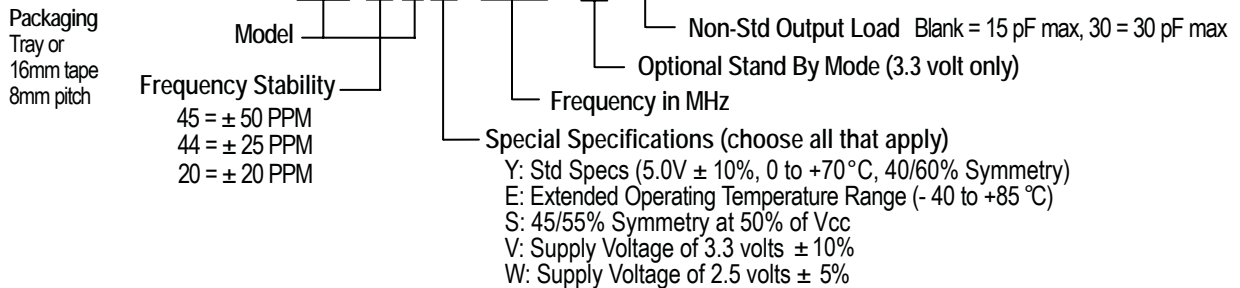 Packaging
Tray or
16mm tape
8mm pitch
Model
Frequency Stability
45 = ± 50 PPM
44 = ± 25 PPM
20 = ± 20 PPM
Non-Std Output Load Blank = 15 pF max, 30 = 30 pF max
Optional Stand By Mode (3.3 volt only)
Frequency in MHz
Special Specifications (choose all that apply)
Y: Std Specs (5.0V ± 10%, 0 to +70°C, 40/60% Symmetry)
E: Extended Operating Temperature Range (- 40 to +85 °C)
S: 45/55% Symmetry at 50% of Vcc
V: Supply Voltage of 3.3 volts ± 10%
W: Supply Voltage of 2.5 volts ± 5%